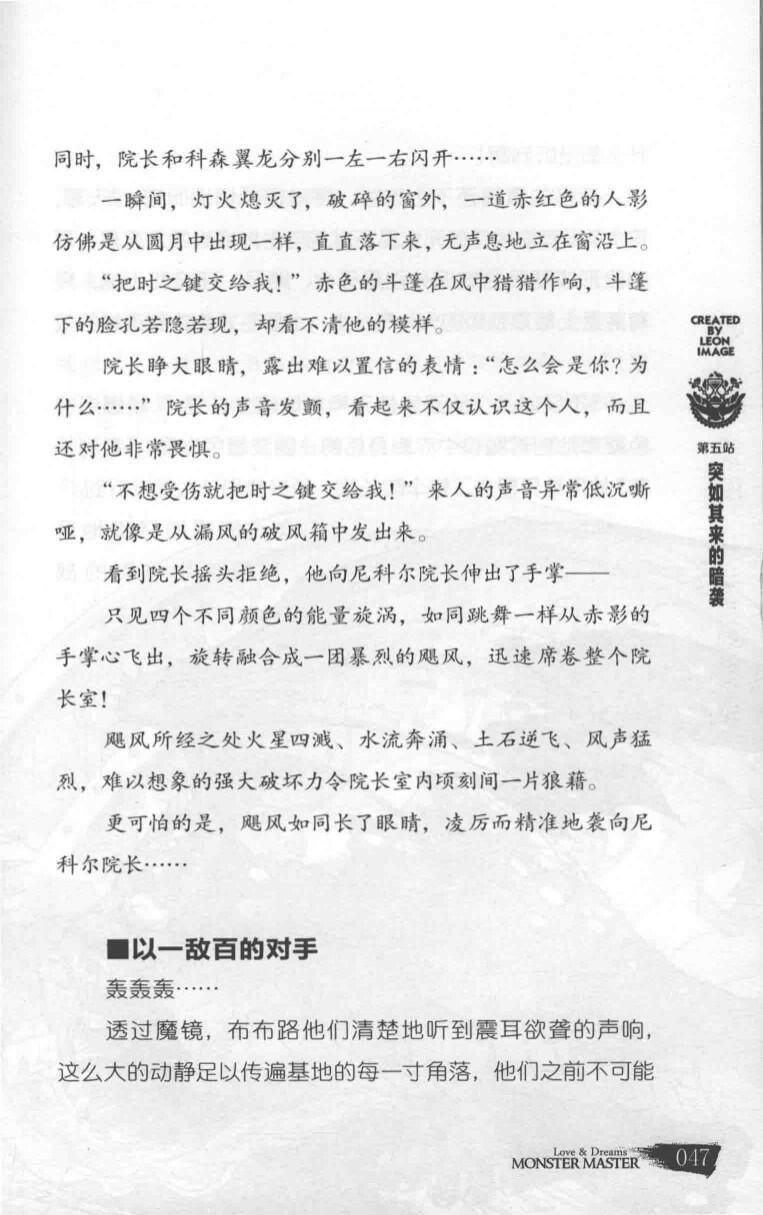 同时，院长和科森翼龙分别一左一右闪开……
一瞬间，灯火熄灭了，破碎的窗外，一道赤红色的人影
仿佛是从圆月中出现一样，直直落下来，无声息地立在窗沿上。
“把时之键交给我！”赤色的斗篷在风中猎猎作响，斗篷
下的脸孔若隐若现，却看不清他的模样。
院长睁大眼睛，露出难以置信的表情：“怎么会是你？为
什么……”院长的声音发颤，看起来不仅认识这个人，而且
还对他非常畏惧。
“不想受伤就把时之键交给我！”来人的声音异常低沉嘶
哑，就像是从漏风的破风箱中发出来。
看到院长摇头拒绝，他向尼科尔院长伸出了手掌——
只见四个不同颜色的能量旋涡，如同跳舞一样从赤影的
手掌心飞出，旋转融合成一团暴烈的飓风，迅速席卷整个院
长室！
飓风所经之处火星四溅、水流奔涌、土石逆飞、风声猛
烈，难以想象的强大破坏力令院长室内顷刻间一片狼藉。
更可怕的是，飓风如同长了眼睛，凌厉而精准地袭向尼
科尔院长……
■以一敌百的对手
轰轰轰……
透过魔镜，布布路他们清楚地听到震耳欲聋的声响，
这么大的动静足以传遍基地的每一寸角落，他们之前不可能
CREATED
BY
LEON
IMAGE
第五站
突如其来的暗袭
Love & Dreams
MONSTER MASTER
047